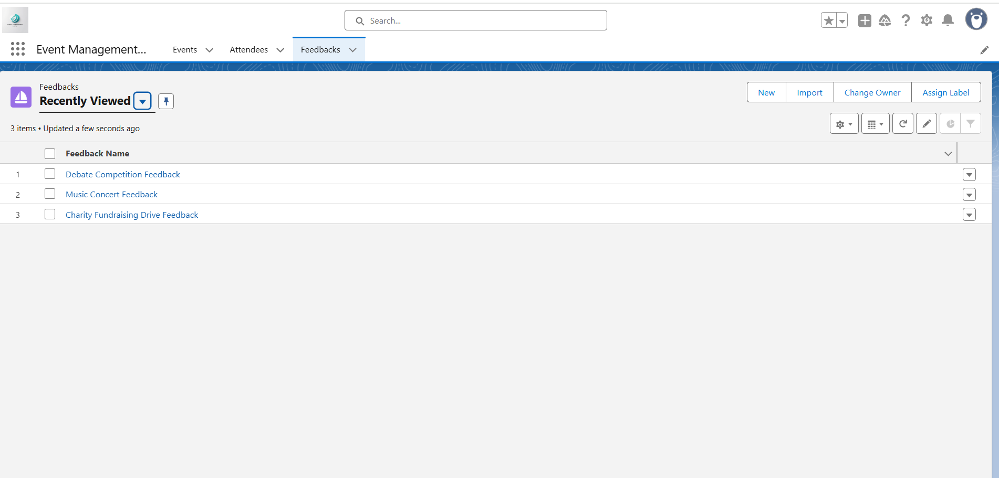 Search...
Event Management...
Events
Attendees
Feedbacks
Feedbacks
Recently Viewed
New
Import
Change Owner
Assign Label
3 items • Updated a few seconds ago
Feedback Name
1 Debate Competition Feedback
2 Music Concert Feedback
3 Charity Fundraising Drive Feedback